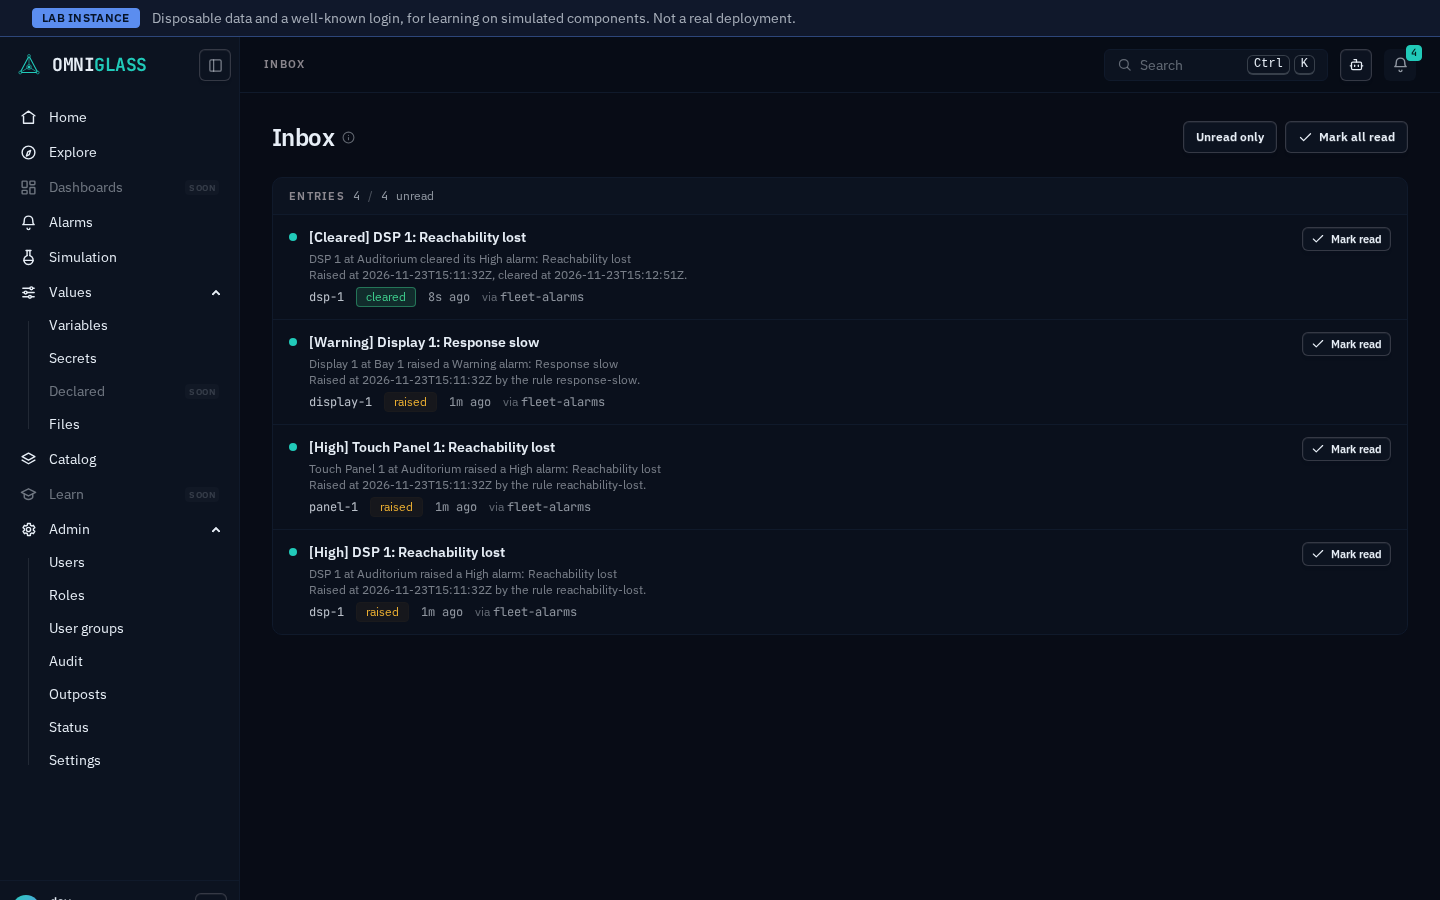 LAB INSTANCE Disposable data and a well-known login, for learning on simulated components. Not a real deployment.
OMNIGLASS
INBOX
Search Ctrl K
4
Home
Explore
Dashboards SOON
Alarms
Simulation
Values
Variables
Secrets
Declared SOON
Files
Catalog
Learn SOON
Admin
Users
Roles
User groups
Audit
Outposts
Status
Settings
Inbox
Unread only
Mark all read
ENTRIES 4 / 4 unread
[Cleared] DSP 1: Reachability lost
Mark read
DSP 1 at Auditorium cleared its High alarm: Reachability lost
Raised at 2026-11-23T15:11:32Z, cleared at 2026-11-23T15:12:51Z.
dsp-1 cleared 8s ago via fleet-alarms
[Warning] Display 1: Response slow
Mark read
Display 1 at Bay 1 raised a Warning alarm: Response slow
Raised at 2026-11-23T15:11:32Z by the rule response-slow.
display-1 raised 1m ago via fleet-alarms
[High] Touch Panel 1: Reachability lost
Mark read
Touch Panel 1 at Auditorium raised a High alarm: Reachability lost
Raised at 2026-11-23T15:11:32Z by the rule reachability-lost.
panel-1 raised 1m ago via fleet-alarms
[High] DSP 1: Reachability lost
Mark read
DSP 1 at Auditorium raised a High alarm: Reachability lost
Raised at 2026-11-23T15:11:32Z by the rule reachability-lost.
dsp-1 raised 1m ago via fleet-alarms